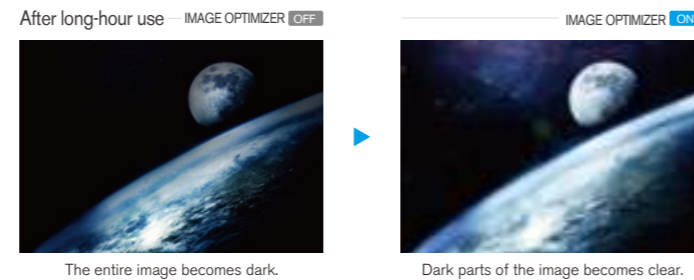 After long-hour use IMAGE OPTIMIZER OFF
IMAGE OPTIMIZER ON
The entire image becomes dark.
Dark parts of the image becomes clear.